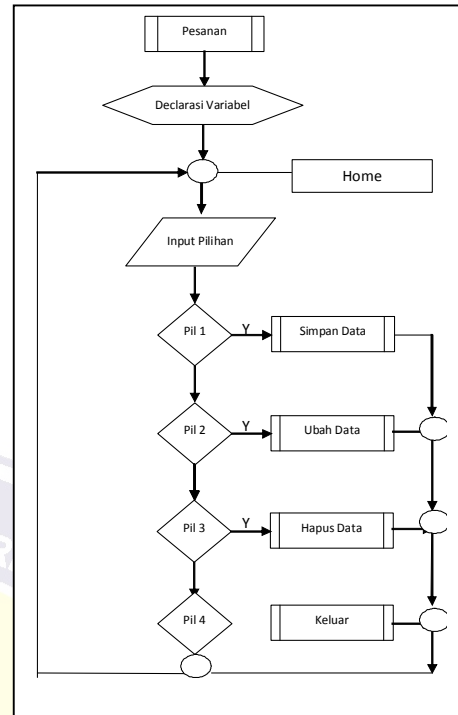 Pesanan
Declarasi Variabel
Home
Input Pilihan
Pil 1
Y
Simpan Data
Pil 2
Y
Ubah Data
Pil 3
Y
Hapus Data
Pil 4
Keluar